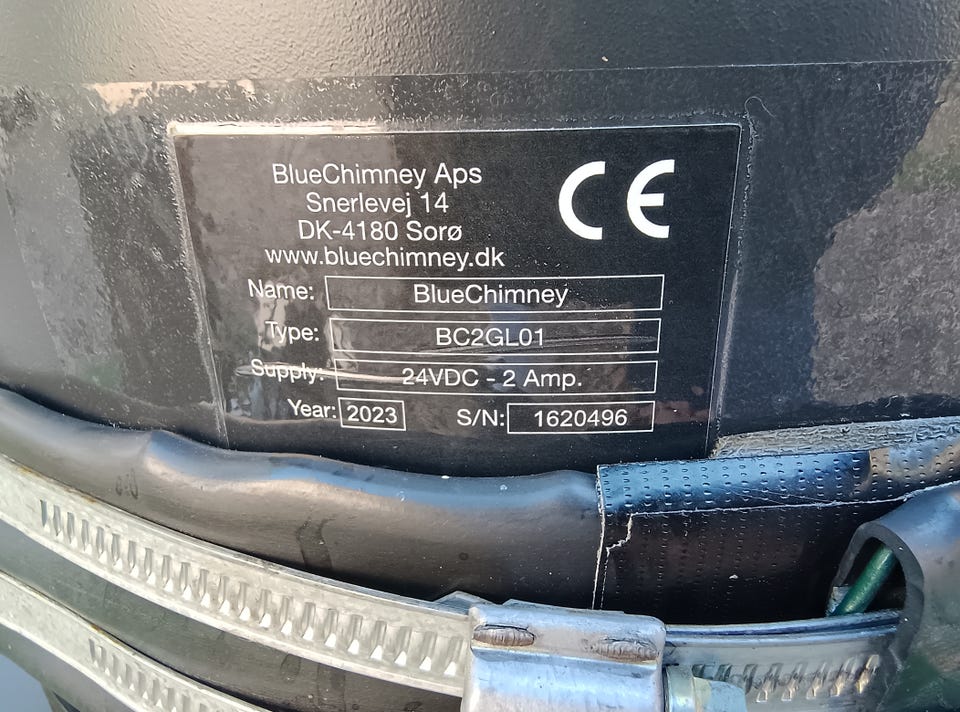 BlueChimney Aps
Snerlevej 14
DK-4180 Sorø
www.bluechimney.dk
CE
Name: BlueChimney
Type: BC2GL01
Supply: 24VDC - 2 Amp.
Year: 2023 S/N: 1620496